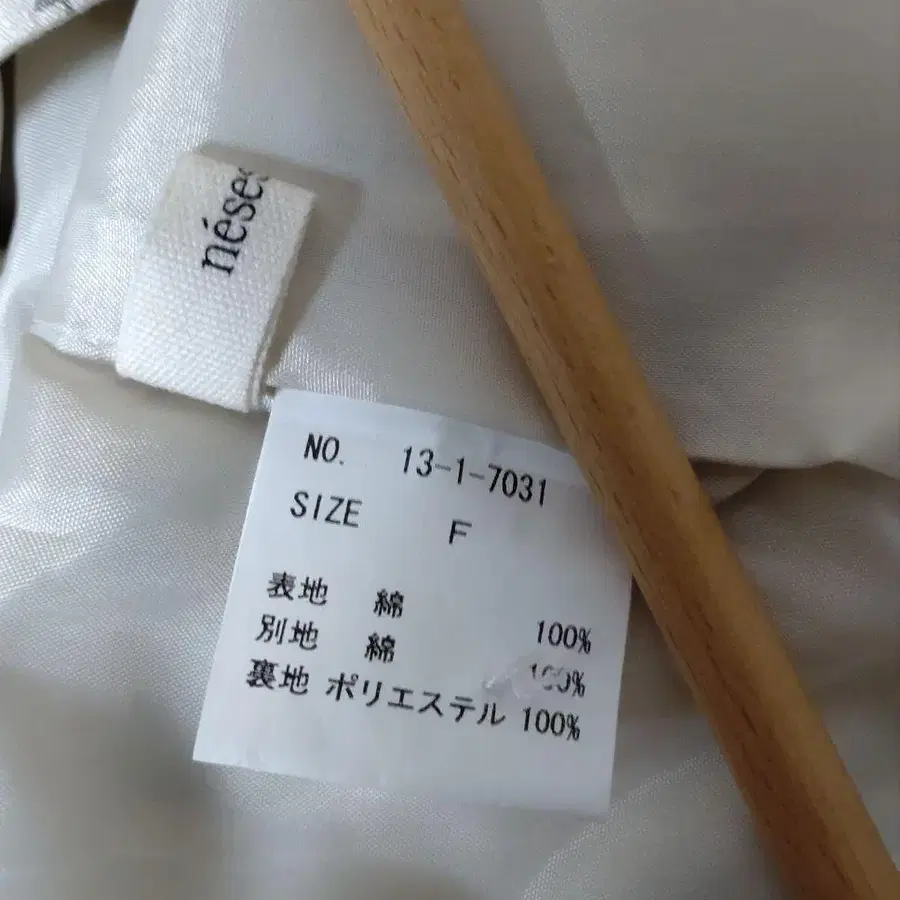 NO. 13-1-7031
SIZE F
表地 綿 100%
別地 綿 100%
裏地 ポリエステル 100%